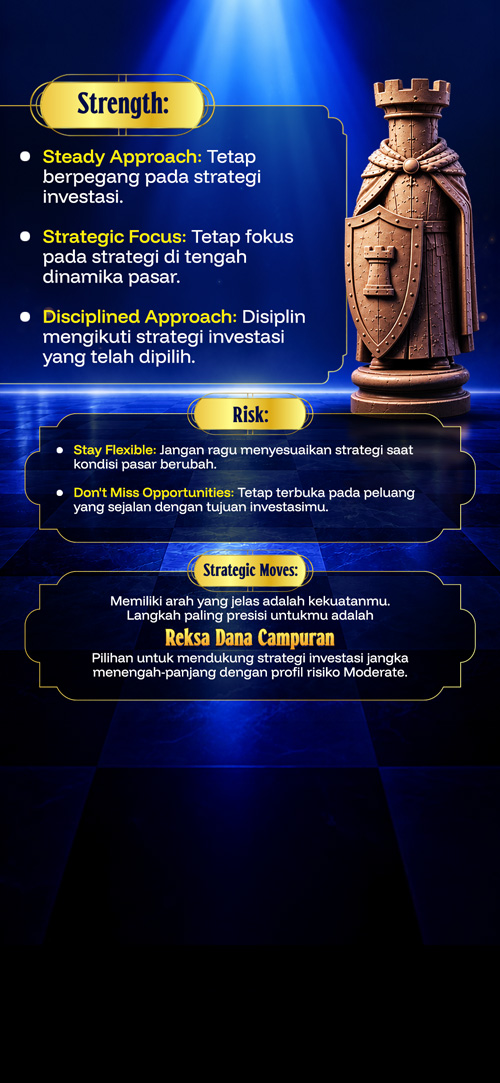 Strength:
Steady Approach: Tetap
berpegang pada strategi
investasi.
Strategic Focus: Tetap fokus
pada strategi di tengah
dinamika pasar.
Disciplined Approach: Disiplin
mengikuti strategi investasi
yang telah dipilih.
Risk:
Stay Flexible: Jangan ragu menyesuaikan strategi saat
kondisi pasar berubah.
Don't Miss Opportunities: Tetap terbuka pada peluang
yang sejalan dengan tujuan investasimu.
Strategic Moves:
Memiliki arah yang jelas adalah kekuatanmu.
Langkah paling presisi untukmu adalah
Reksa Dana Campuran
Pilihan untuk mendukung strategi investasi jangka
menengah-panjang dengan profil risiko Moderate.